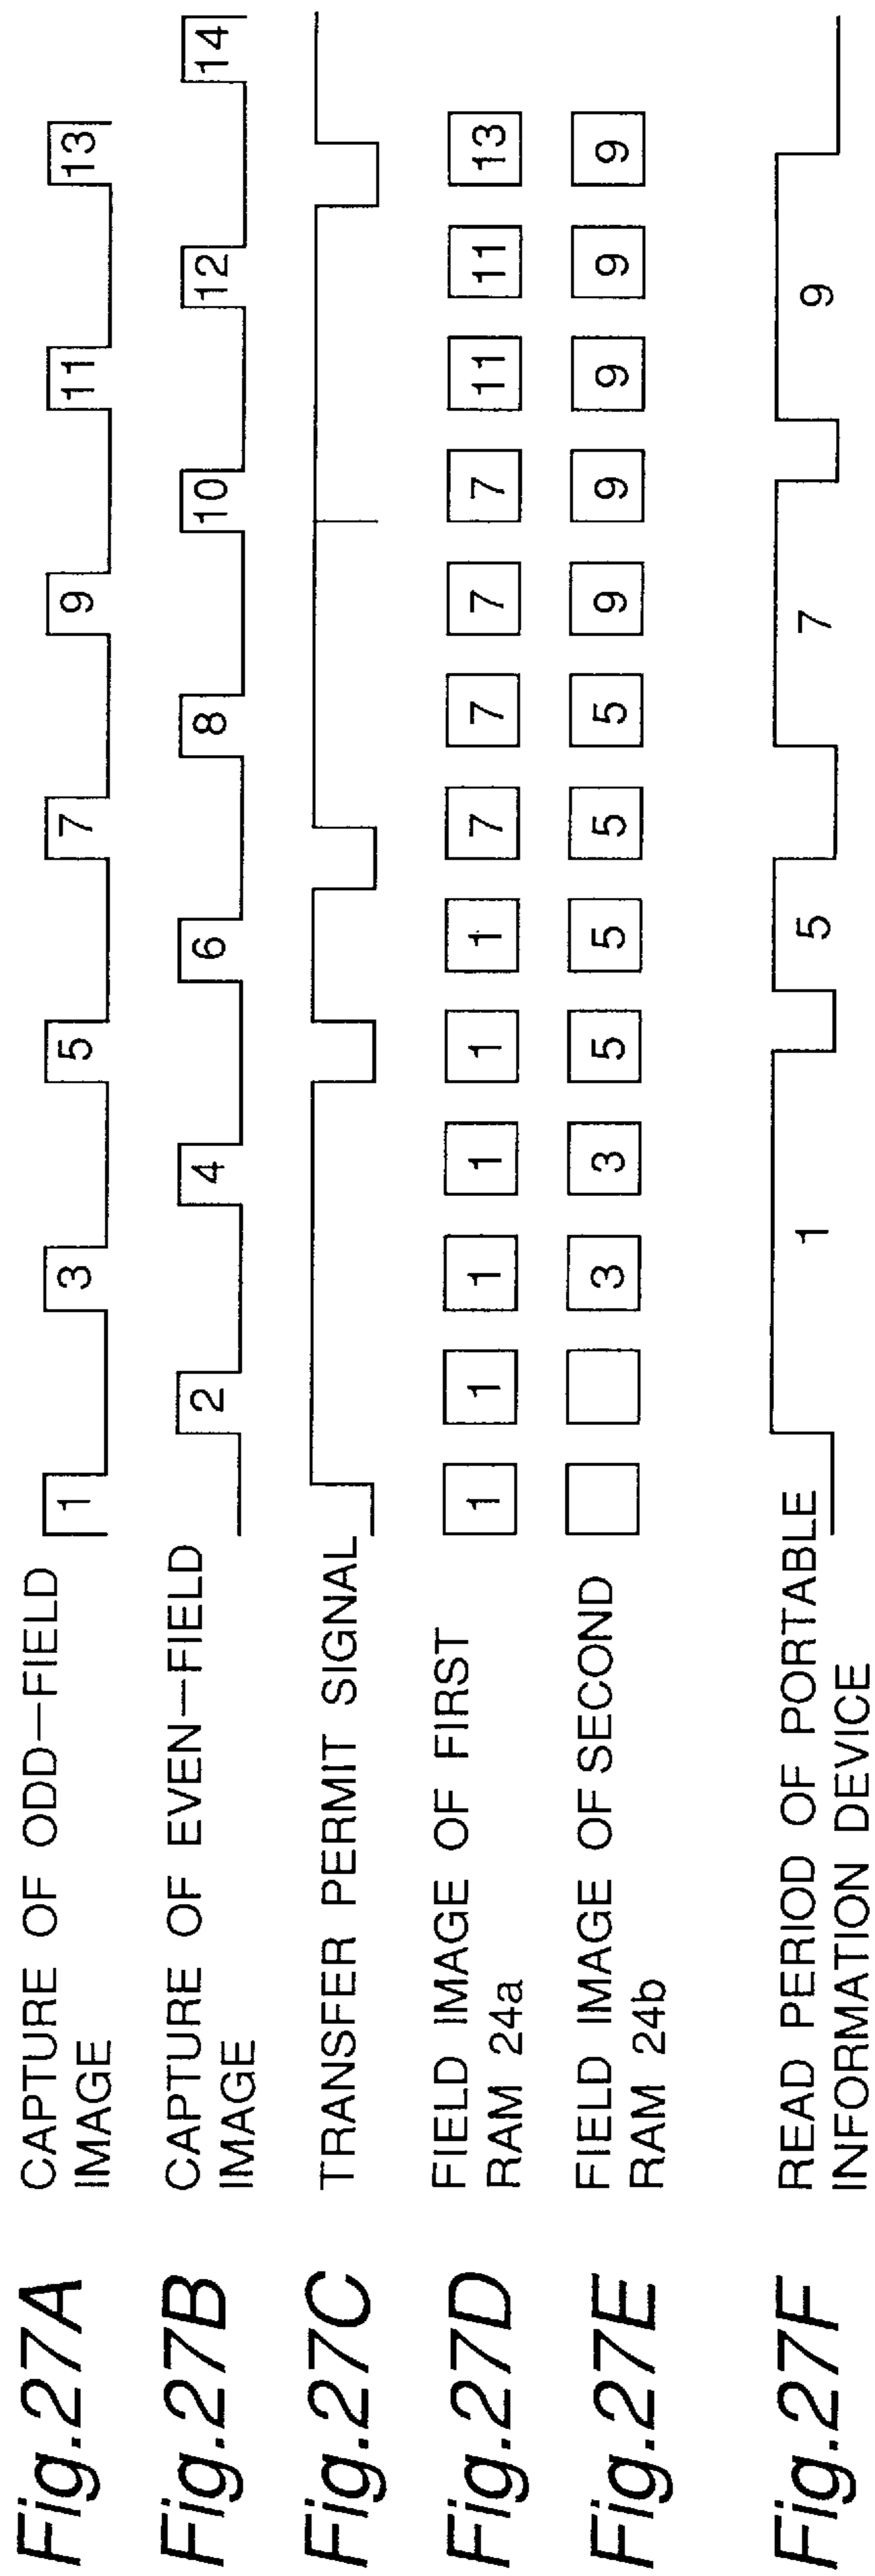 Fig.27A
CAPTURE OF ODD-FIELD
IMAGE
1 3 5 7 9 11 13
Fig.27B
CAPTURE OF EVEN-FIELD
IMAGE
2 4 6 8 10 12 14
Fig.27C
TRANSFER PERMIT SIGNAL
Fig.27D
FIELD IMAGE OF FIRST
RAM 24a
1 1 1 1 1 1 7 7 7 7 11 11 13
Fig.27E
FIELD IMAGE OF SECOND
RAM 24b
3 3 5 5 5 5 9 9 9 9 9
Fig.27F
READ PERIOD OF PORTABLE
INFORMATION DEVICE
1 5 7 9